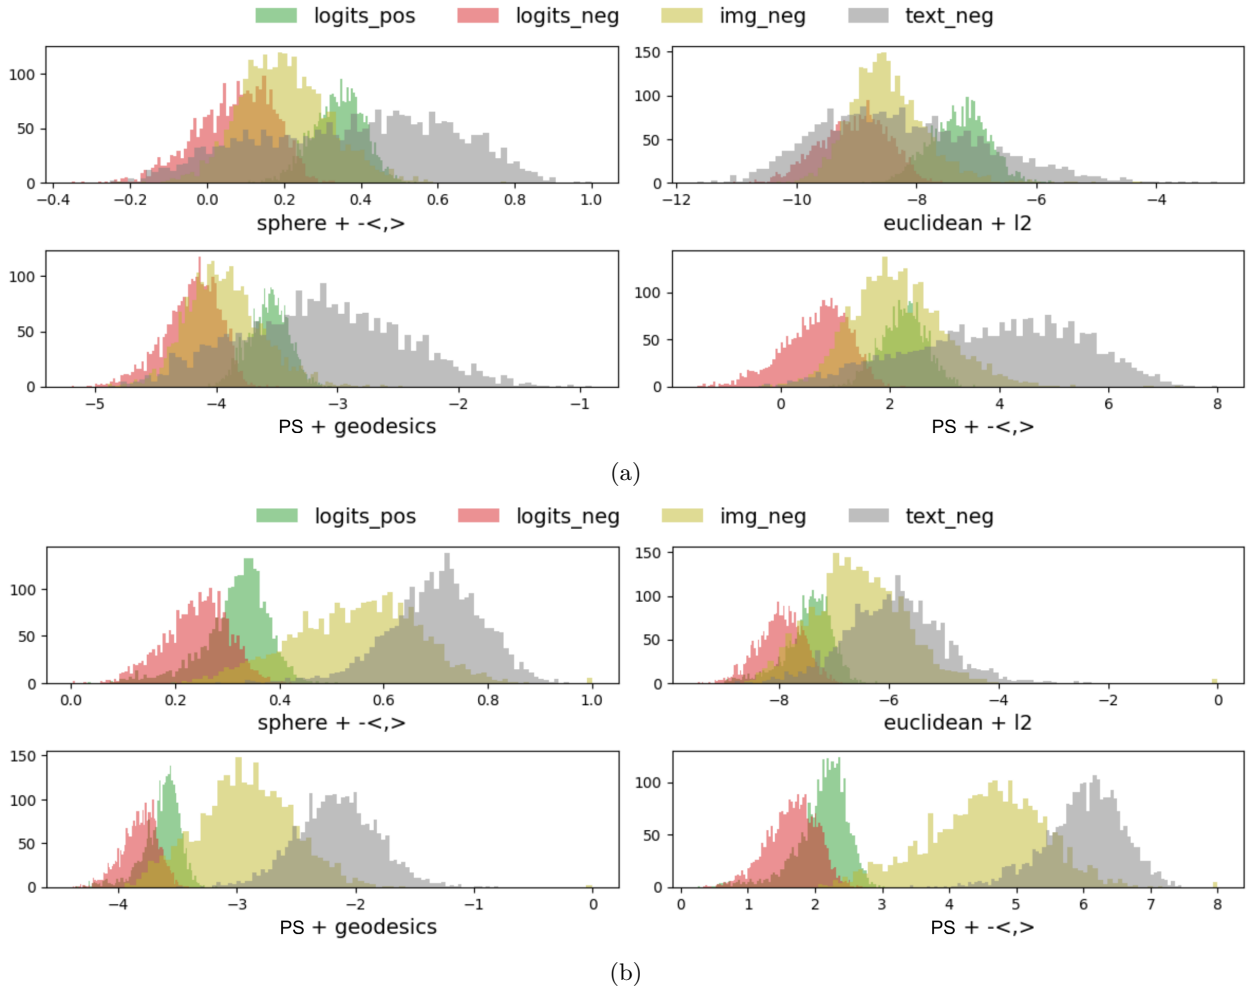 logits_pos logits_neg img_neg text_neg
100
50
0
−0.4 −0.2 0.0 0.2 0.4 0.6 0.8 1.0
sphere + -<,>
150
100
50
0
−12 −10 −8 −6 −4
euclidean + l2
100
50
0
−5 −4 −3 −2 −1
PS + geodesics
100
50
0
0 2 4 6 8
PS + -<,>
(a)
logits_pos logits_neg img_neg text_neg
100
50
0
0.0 0.2 0.4 0.6 0.8 1.0
sphere + -<,>
150
100
50
0
−8 −6 −4 −2 0
euclidean + l2
150
100
50
0
−4 −3 −2 −1 0
PS + geodesics
100
50
0
0 1 2 3 4 5 6 7 8
PS + -<,>
(b)